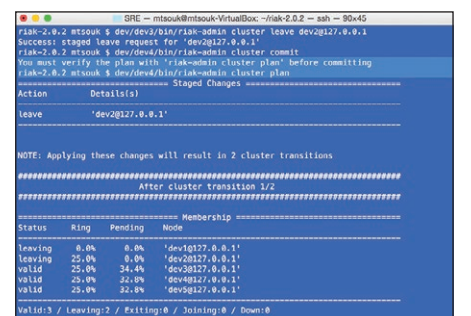 SRE — mtsouk@mtsouk-VirtualBox: ~/riak-2.0.2 — ssh — 90×45
riak-2.0.2 mtsouk $ dev/dev3/bin/riak-admin cluster leave dev2@127.0.0.1
Success: staged leave request for 'dev2@127.0.0.1'
riak-2.0.2 mtsouk $ dev/dev4/bin/riak-admin cluster commit
You must verify the plan with 'riak-admin cluster plan' before committing
riak-2.0.2 mtsouk $ dev/dev4/bin/riak-admin cluster plan
=============================== Staged Changes ================================
Action Details(s)
-------------------------------------------------------------------------------
leave 'dev2@127.0.0.1'
-------------------------------------------------------------------------------
NOTE: Applying these changes will result in 2 cluster transitions
###############################################################################
After cluster transition 1/2
###############################################################################
================================= Membership ==================================
Status Ring Pending Node
-------------------------------------------------------------------------------
leaving 0.0% 0.0% 'dev1@127.0.0.1'
leaving 25.0% 0.0% 'dev2@127.0.0.1'
valid 25.0% 34.4% 'dev3@127.0.0.1'
valid 25.0% 32.8% 'dev4@127.0.0.1'
valid 25.0% 32.8% 'dev5@127.0.0.1'
-------------------------------------------------------------------------------
Valid:3 / Leaving:2 / Exiting:0 / Joining:0 / Down:0